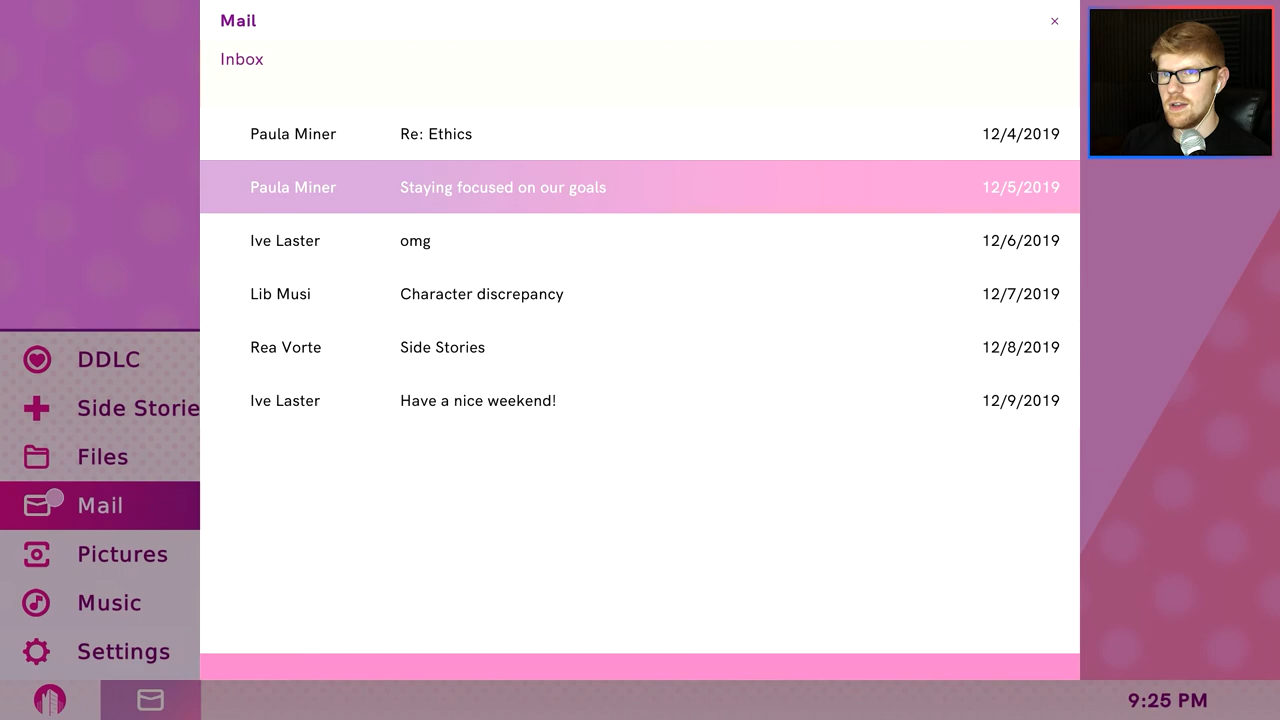 Mail ×
Inbox
Paula Miner Re: Ethics 12/4/2019
Paula Miner Staying focused on our goals 12/5/2019
Ive Laster omg 12/6/2019
Lib Musi Character discrepancy 12/7/2019
Rea Vorte Side Stories 12/8/2019
Ive Laster Have a nice weekend! 12/9/2019
DDLC
Side Storie
Files
Mail
Pictures
Music
Settings
9:25 PM